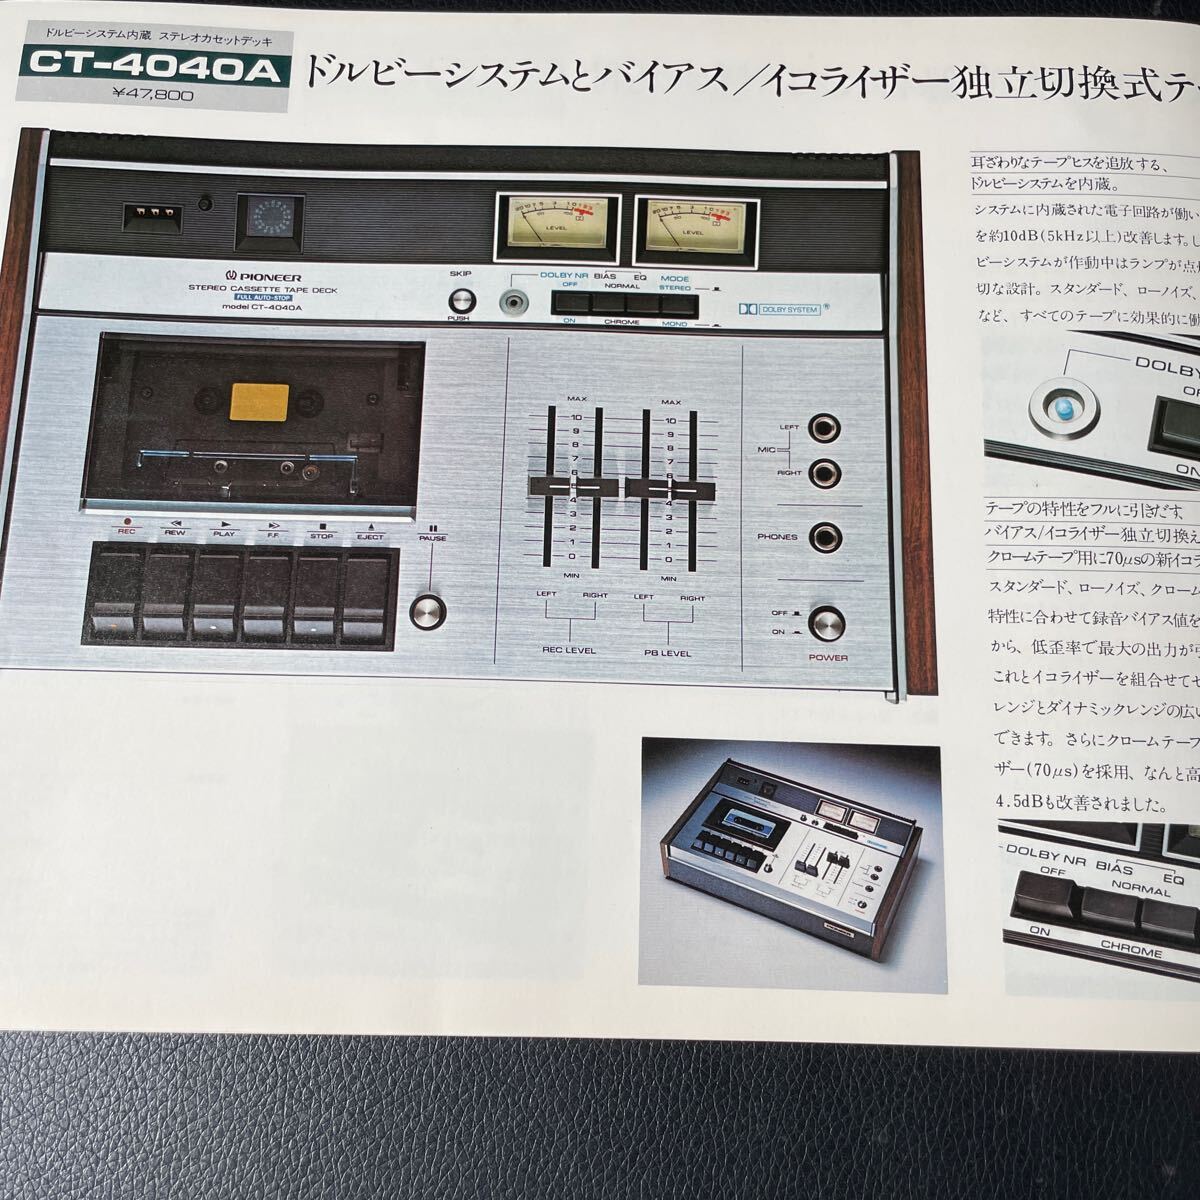 ドルビーシステム内蔵 ステレオカセットデッキ
CT-4040A
¥47,800
ドルビーシステムとバイアス/イコライザー独立切換式テ
LEVEL
LEVEL
PIONEER
STEREO CASSETTE TAPE DECK
FULL AUTO-STOP
model CT-4040A
SKIP
PUSH
DOLBY NR BIAS EQ MODE
OFF NORMAL STEREO
ON CHROME MONO
DOLBY SYSTEM ®
REC REW PLAY F.F. STOP EJECT PAUSE
MAX MAX
10 10
9 9
8 8
7 7
6 6
4 4
3 3
2 2
1 1
0 0
MIN MIN
LEFT RIGHT LEFT RIGHT
REC LEVEL PB LEVEL
LEFT
MIC
RIGHT
PHONES
OFF
ON
POWER
耳ざわりなテープヒスを追放する、
ドルビーシステムを内蔵。
システムに内蔵された電子回路が働い
を約10dB(5kHz以上)改善します。し
ビーシステムが作動中はランプが点
切な設計。スタンダード、ローノイズ、
など、すべてのテープに効果的に働
DOLBY
ON
テープの特性をフルに引きだす、
バイアス/イコライザー独立切換え
クロームテープ用に70μsの新イコラ
スタンダード、ローノイズ、クローム
特性に合わせて録音バイアス値を
から、低歪率で最大の出力が
これとイコライザーを組合せてセ
レンジとダイナミックレンジの広い
できます。さらにクロームテープ
ザー(70μs)を採用、なんと高
4.5dBも改善されました。
DOLBY NR BIAS EQ
OFF NORMAL
ON CHROME